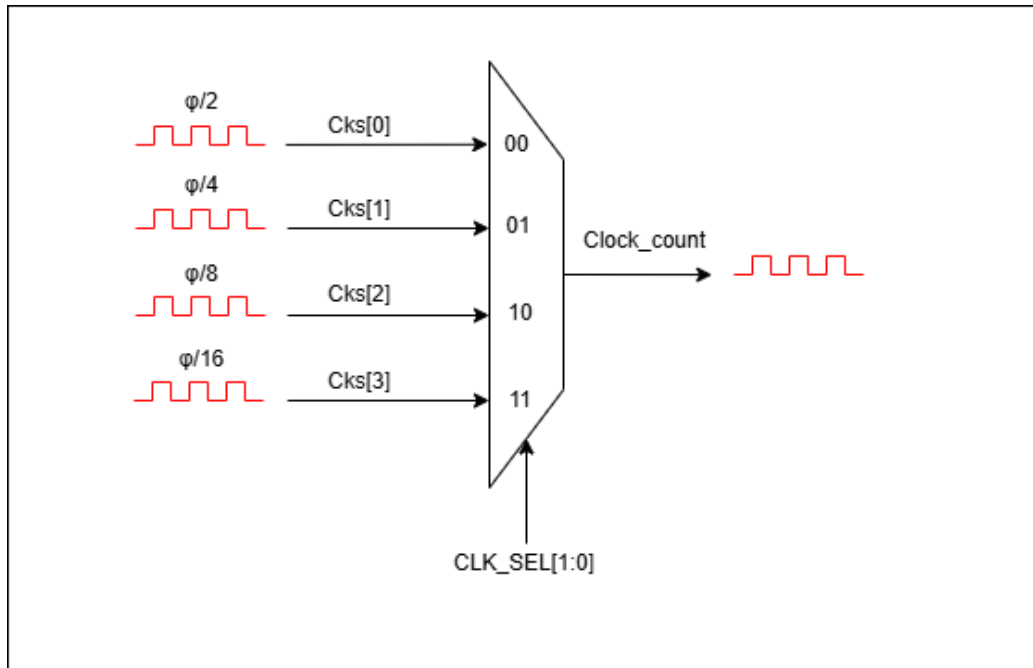 φ/2
Cks[0]
00
φ/4
Cks[1]
01
Clock_count
φ/8
Cks[2]
10
φ/16
Cks[3]
11
CLK_SEL[1:0]